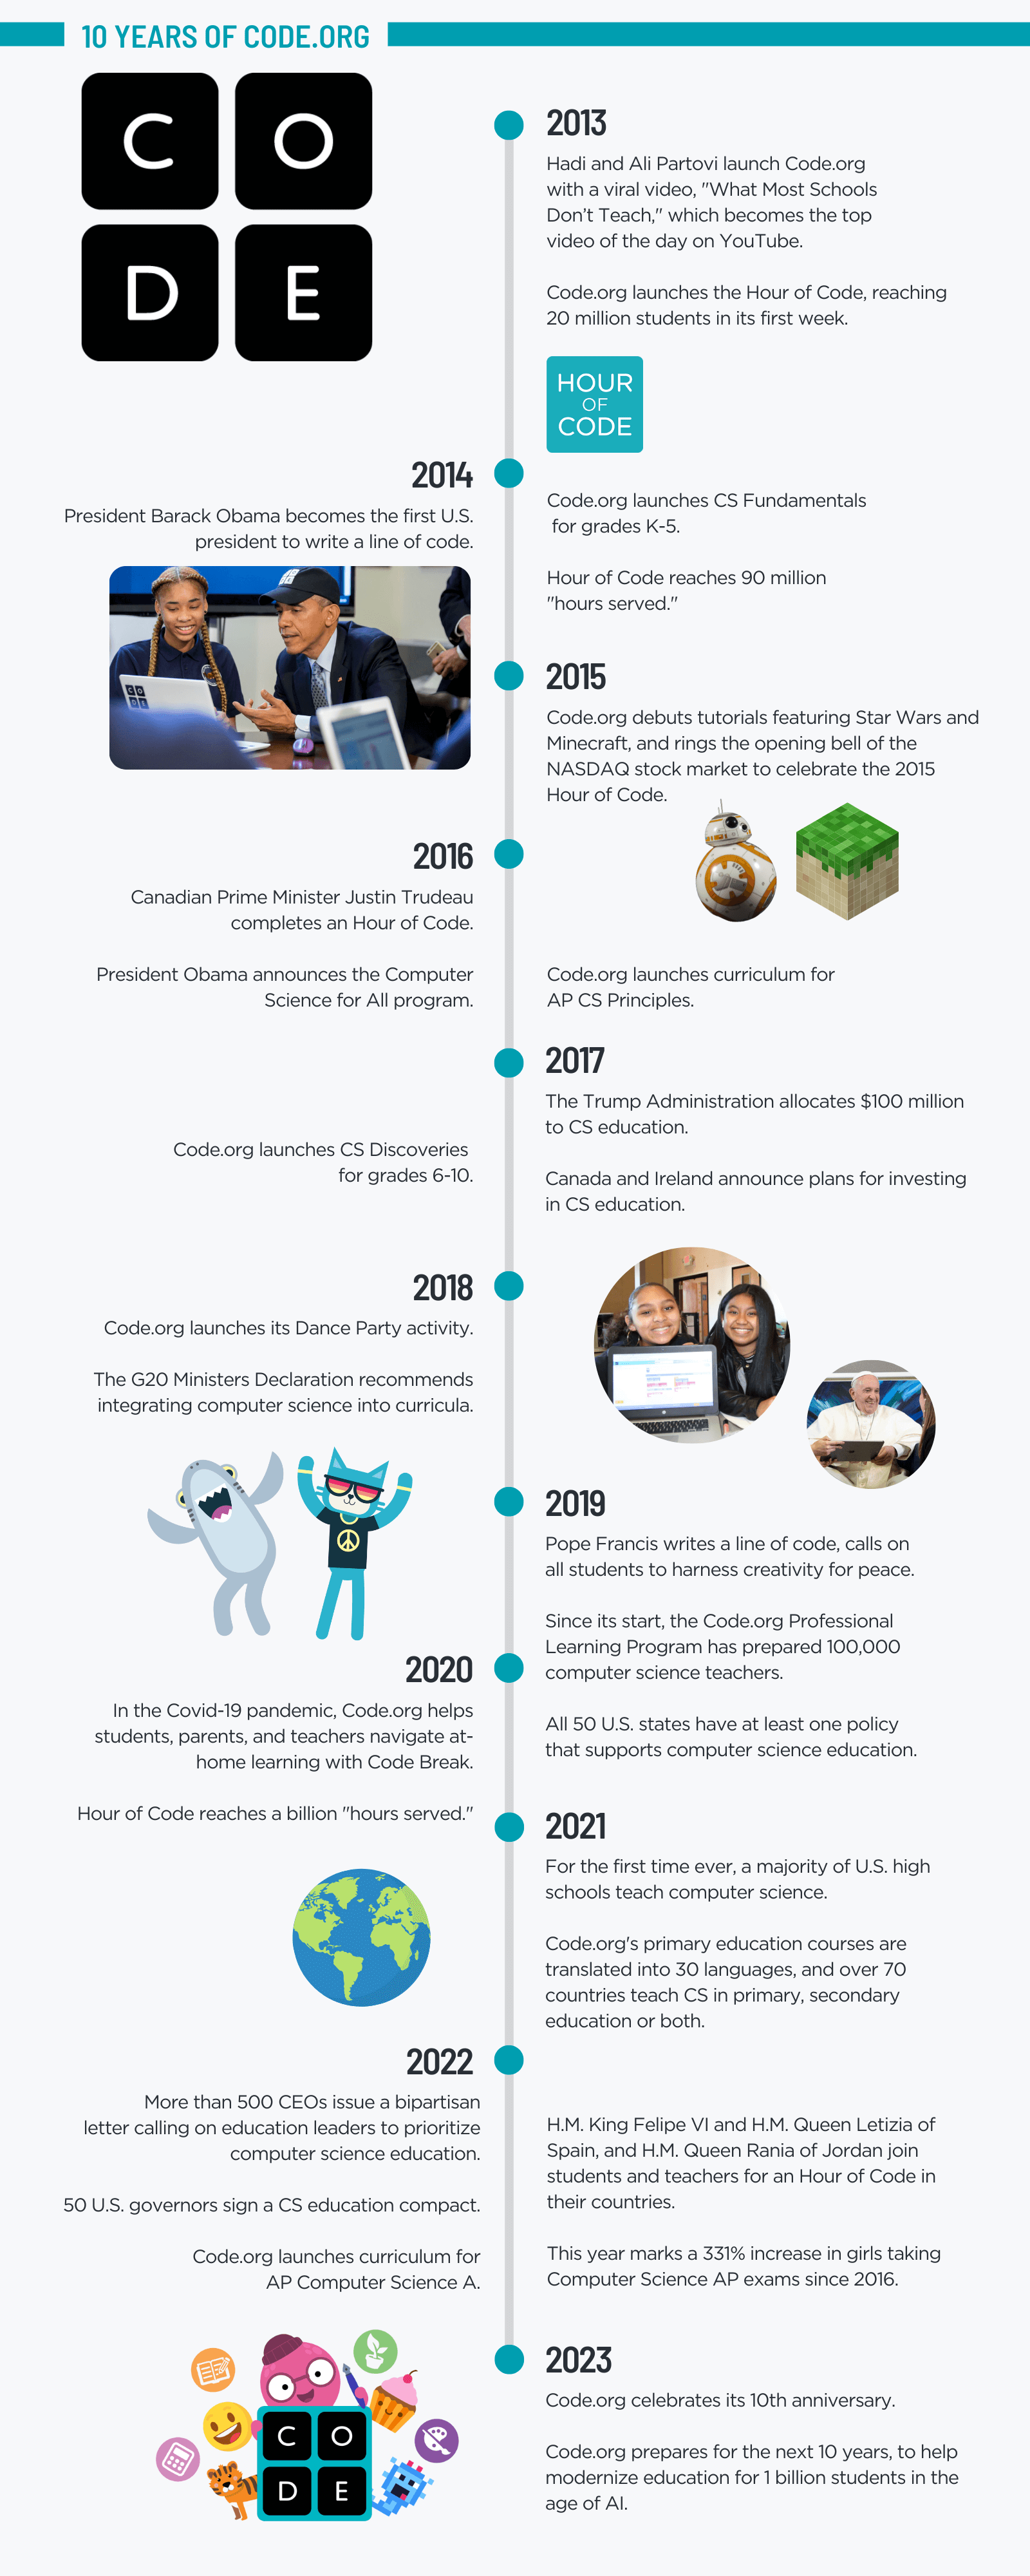 10 YEARS OF CODE.ORG
C O
D E
2013
Hadi and Ali Partovi launch Code.org
with a viral video, "What Most Schools
Don't Teach," which becomes the top
video of the day on YouTube.
Code.org launches the Hour of Code, reaching
20 million students in its first week.
HOUR
OF
CODE
2014
President Barack Obama becomes the first U.S.
president to write a line of code.
Code.org launches CS Fundamentals
for grades K-5.
Hour of Code reaches 90 million
"hours served."
CO
DE
2015
Code.org debuts tutorials featuring Star Wars and
Minecraft, and rings the opening bell of the
NASDAQ stock market to celebrate the 2015
Hour of Code.
2016
Canadian Prime Minister Justin Trudeau
completes an Hour of Code.
President Obama announces the Computer
Science for All program.
Code.org launches curriculum for
AP CS Principles.
2017
The Trump Administration allocates $100 million
to CS education.
Canada and Ireland announce plans for investing
in CS education.
Code.org launches CS Discoveries
for grades 6-10.
2018
Code.org launches its Dance Party activity.
The G20 Ministers Declaration recommends
integrating computer science into curricula.
2019
Pope Francis writes a line of code, calls on
all students to harness creativity for peace.
Since its start, the Code.org Professional
Learning Program has prepared 100,000
computer science teachers.
All 50 U.S. states have at least one policy
that supports computer science education.
2020
In the Covid-19 pandemic, Code.org helps
students, parents, and teachers navigate at-
home learning with Code Break.
Hour of Code reaches a billion "hours served."
2021
For the first time ever, a majority of U.S. high
schools teach computer science.
Code.org's primary education courses are
translated into 30 languages, and over 70
countries teach CS in primary, secondary
education or both.
2022
More than 500 CEOs issue a bipartisan
letter calling on education leaders to prioritize
computer science education.
50 U.S. governors sign a CS education compact.
Code.org launches curriculum for
AP Computer Science A.
H.M. King Felipe VI and H.M. Queen Letizia of
Spain, and H.M. Queen Rania of Jordan join
students and teachers for an Hour of Code in
their countries.
This year marks a 331% increase in girls taking
Computer Science AP exams since 2016.
2023
Code.org celebrates its 10th anniversary.
Code.org prepares for the next 10 years, to help
modernize education for 1 billion students in the
age of AI.
C O
D E